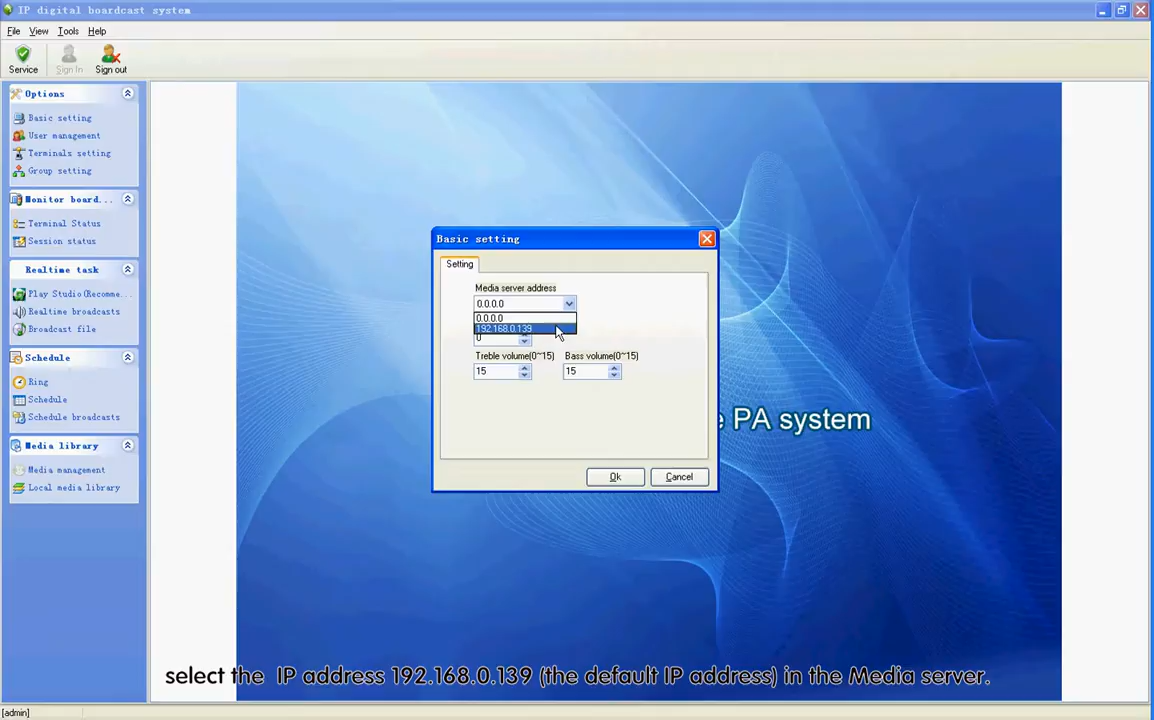 IP digital boardcast system
File View Tools Help
Service Sign In Sign out
Options
Basic setting
User management
Terminals setting
Group setting
Monitor board...
Terminal Status
Session status
Realtime task
Play Studio(Recomme...
Realtime broadcasts
Broadcast file
Schedule
Ring
Schedule
Schedule broadcasts
Media library
Media management
Local media library
Basic setting
Setting
Media server address
0.0.0.0
0.0.0.0
192.168.0.139
0
Treble volume(0~15) Bass volume(0~15)
15 15
Ok Cancel
PA system
select the IP address 192.168.0.139 (the default IP address) in the Media server.
[admin]